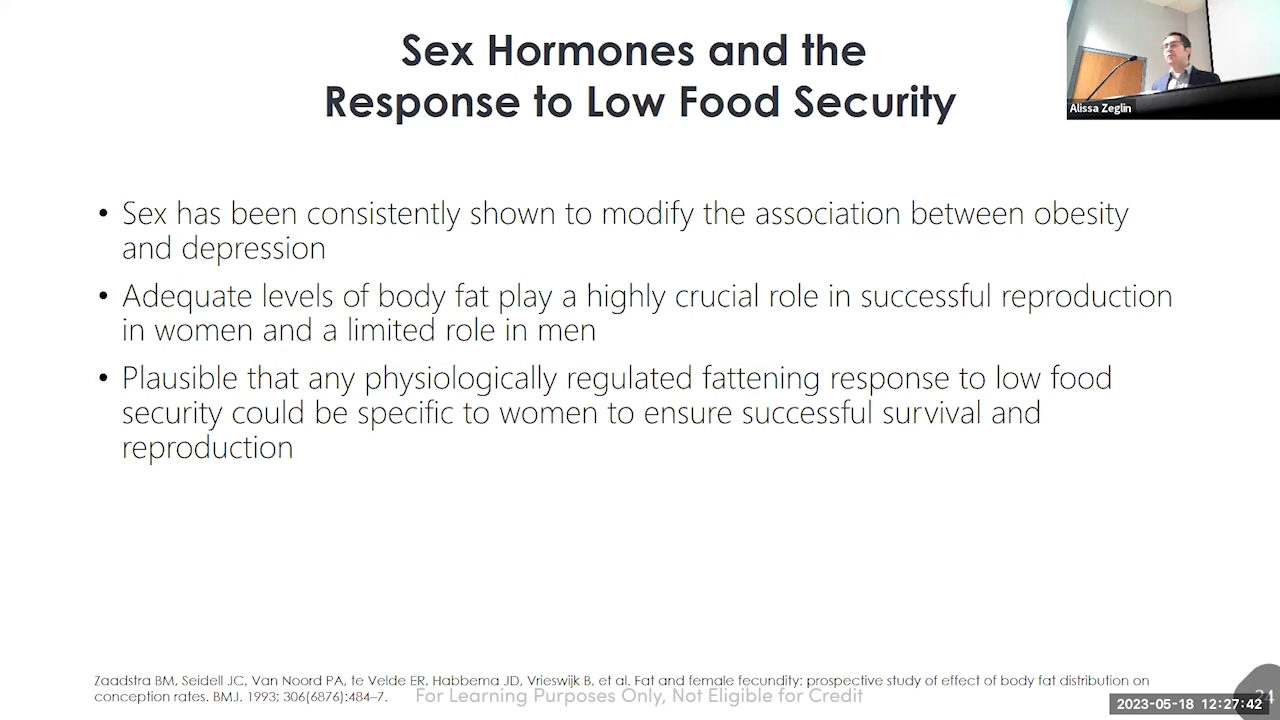 Sex Hormones and the
Response to Low Food Security
Alissa Zeglin
• Sex has been consistently shown to modify the association between obesity
and depression
• Adequate levels of body fat play a highly crucial role in successful reproduction
in women and a limited role in men
• Plausible that any physiologically regulated fattening response to low food
security could be specific to women to ensure successful survival and
reproduction
Zaadstra BM, Seidell JC, Van Noord PA, te Velde ER, Habbema JD, Vrieswijk B, et al. Fat and female fecundity: prospective study of effect of body fat distribution on
conception rates. BMJ. 1993; 306(6876):484–7.
For Learning Purposes Only, Not Eligible for Credit
24
2023-05-18 12:27:42